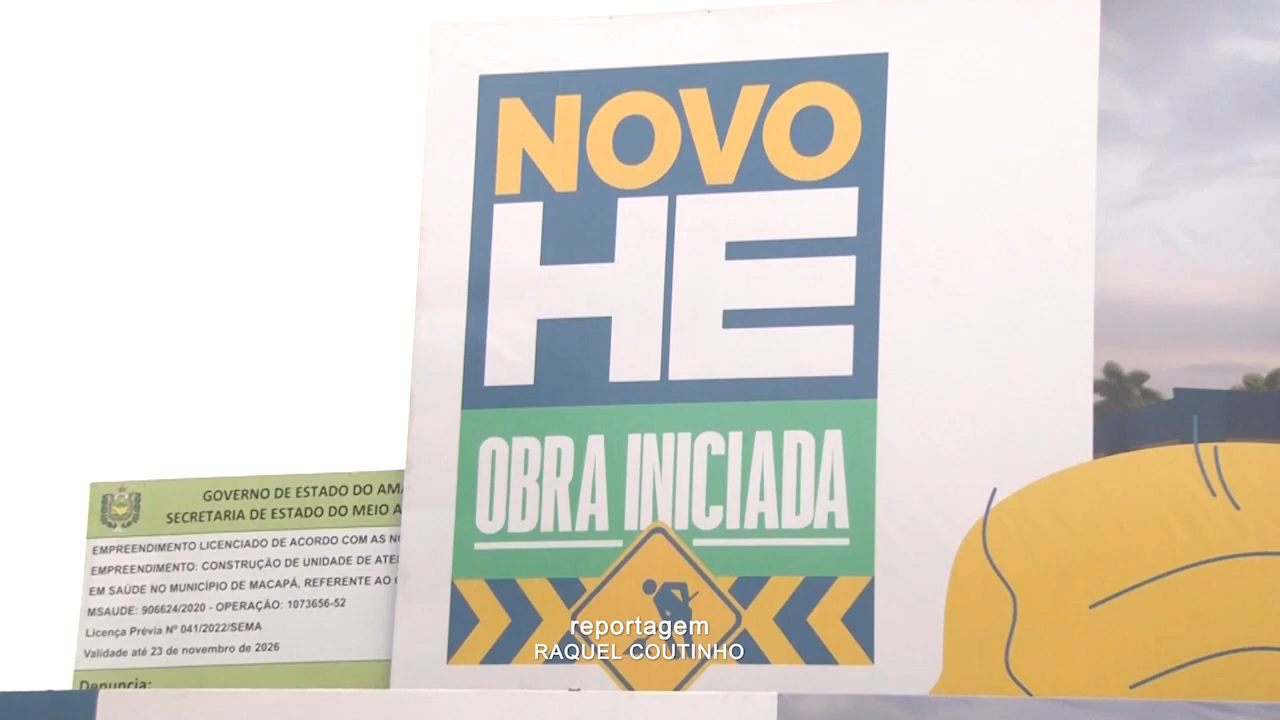 NOVO
HE
OBRA INICIADA
GOVERNO DE ESTADO DO
SECRETARIA DE ESTADO DO MEIO
EMPREENDIMENTO LICENCIADO DE ACORDO COM AS
EMPREENDIMENTO: CONSTRUÇÃO DE UNIDADE DE
EM SAÚDE NO MUNICÍPIO DE MACAPÁ, REFERENTE AO
MSAUDE: 906624/2020 - OPERAÇÃO: 1073656-52
Licença Prévia Nº 041/2022/SEMA
Validade até 23 de novembro de 2026
Denuncia:
reportagem
RAQUEL COUTINHO